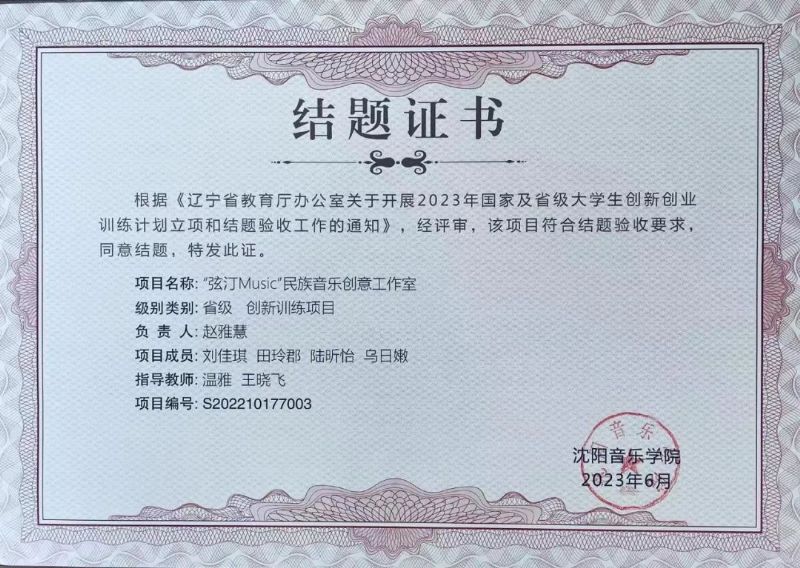 结题证书
根据《辽宁省教育厅办公室关于开展2023年国家及省级大学生创新创业
训练计划立项和结题验收工作的通知》，经评审，该项目符合结题验收要求，
同意结题，特发此证。
项目名称: “弦汀Music”民族音乐创意工作室
级别类别: 省级 创新训练项目
负 责 人: 赵雅慧
项目成员: 刘佳琪 田玲郡 陆昕怡 乌日嫩
指导教师: 温雅 王晓飞
项目编号: S202210177003
音乐
沈阳音乐学院
2023年6月